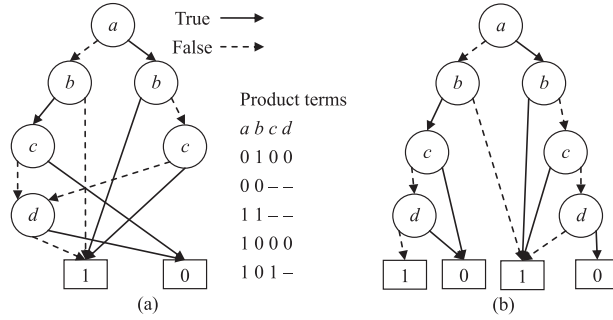 True
False
a
b
b
c
c
d
1
0
(a)
Product terms
a b c d
0 1 0 0
0 0 – –
1 1 – –
1 0 0 0
1 0 1 –
a
b
b
c
c
d
d
1
0
1
0
(b)